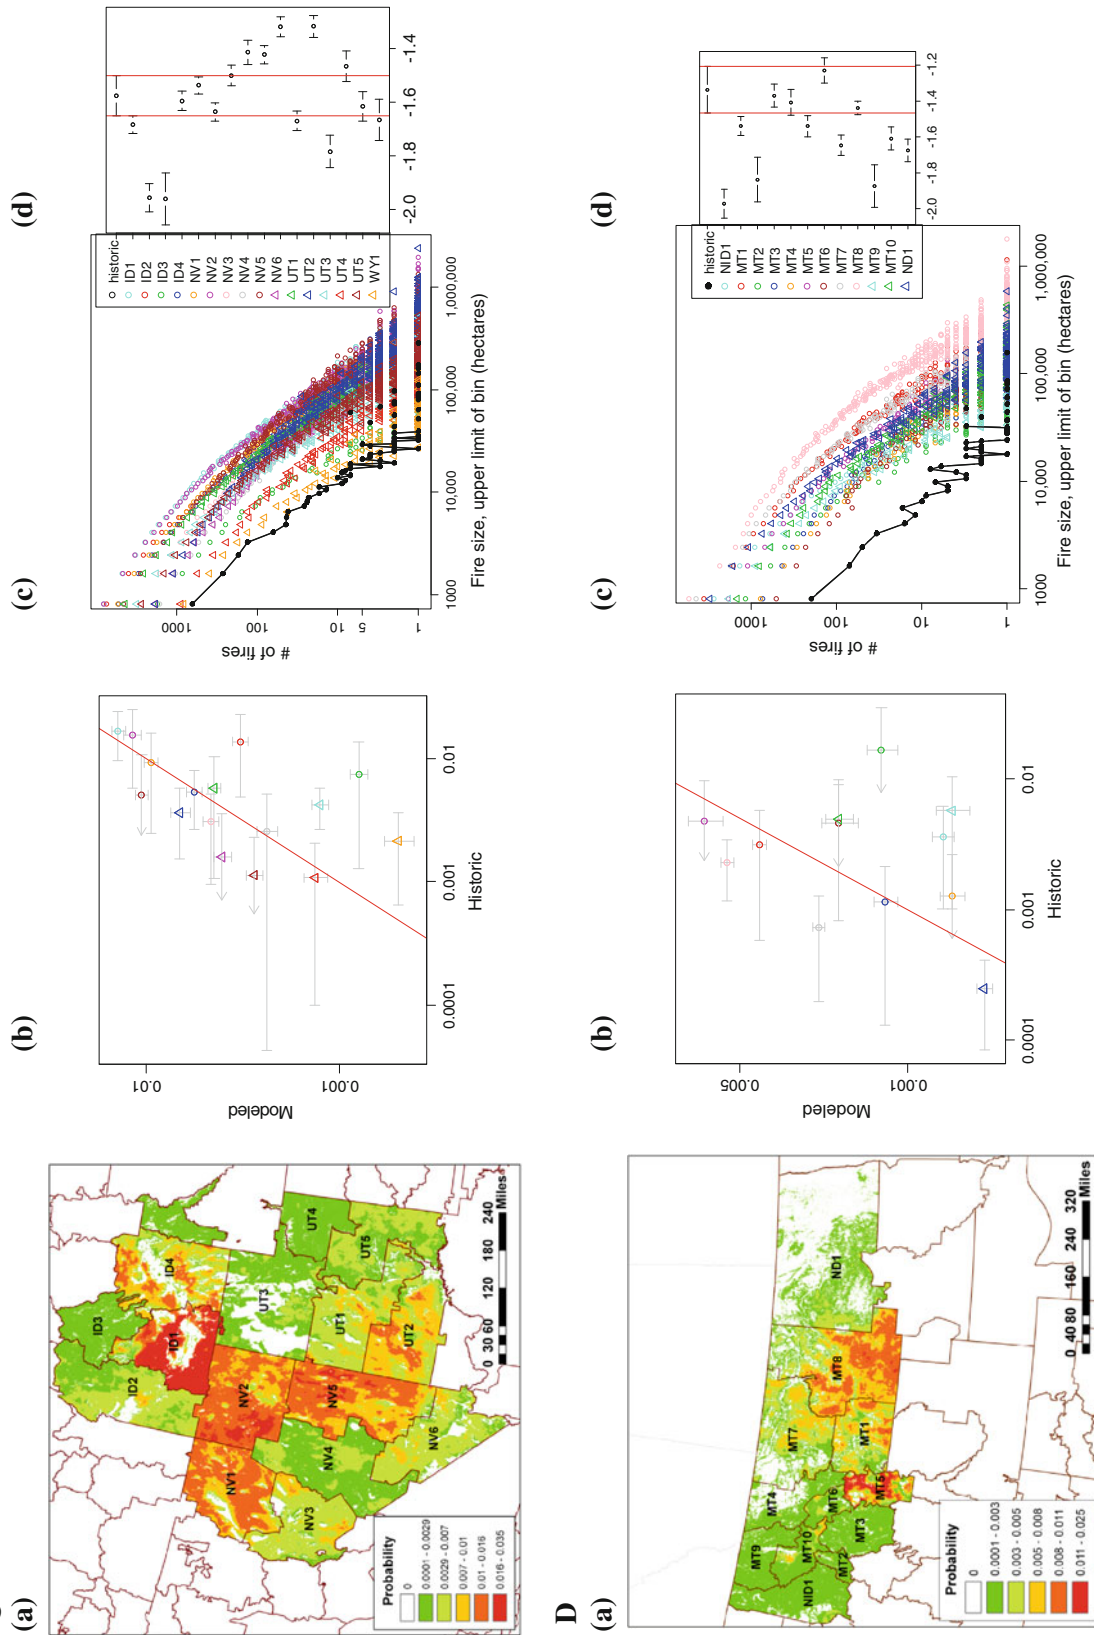 (a)
ID3
ID2
ID4
ID1
NV1
NV2
UT3
UT4
NV3
NV4
NV5
UT1
UT5
UT2
NV6
Probability
0
0.0001 - 0.0029
0.0029 - 0.007
0.007 - 0.01
0.01 - 0.016
0.016 - 0.035
0 30 60 120 180 240
Miles
(b)
Modeled
0.01
0.001
0.0001 0.001 0.01
Historic
(c)
# of fires
1000
100
10
5
1
1000 10,000 100,000 1,000,000
Fire size, upper limit of bin (hectares)
historic
ID1
ID2
ID3
ID4
NV1
NV2
NV3
NV4
NV5
NV6
UT1
UT2
UT3
UT4
UT5
WY1
(d)
-2.0 -1.8 -1.6 -1.4
D
(a)
MT9
MT4
MT7
NID1
MT10
MT6
MT8
ND1
MT2
MT3
MT5
MT1
Probability
0
0.0001 - 0.003
0.003 - 0.005
0.005 - 0.008
0.008 - 0.011
0.011 - 0.025
0 40 80 160 240 320
Miles
(b)
Modeled
0.005
0.001
0.0001 0.001 0.01
Historic
(c)
# of fires
1000
100
10
1
1000 10,000 100,000 1,000,000
Fire size, upper limit of bin (hectares)
historic
NID1
MT1
MT2
MT3
MT4
MT5
MT6
MT7
MT8
MT9
MT10
ND1
(d)
-2.0 -1.8 -1.6 -1.4 -1.2